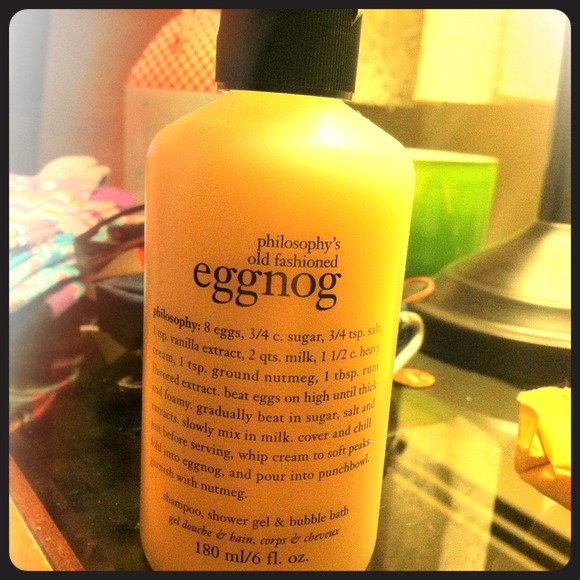 philosophy's
old fashioned
eggnog
philosophy: 8 eggs, 3/4 c. sugar, 3/4 tsp. salt,
1 tsp. vanilla extract, 2 qts. milk, 1 1/2 c. heavy
cream, 1 tsp. ground nutmeg, 1 tbsp. rum
flavored extract. beat eggs on high until thick
and foamy. gradually beat in sugar, salt and
extracts. slowly mix in milk. cover and chill
just before serving, whip cream to soft peaks.
fold into eggnog, and pour into punchbowl.
garnish with nutmeg.
shampoo, shower gel & bubble bath
gel douche & bain, corps & cheveux
180 ml/6 fl. oz.